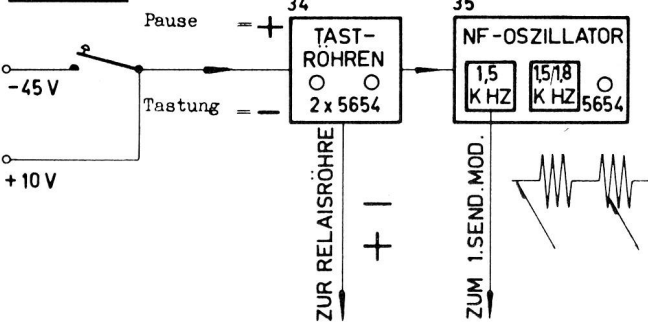 Pause = +
34
35
TAST-
RÖHREN
2 x 5654
NF-OSZILLATOR
1,5
K HZ
1,5/1,8
K HZ
5654
-45 V
Tastung = -
+10 V
ZUR RELAISRÖHRE
-
+
ZUM 1.SEND.MOD.